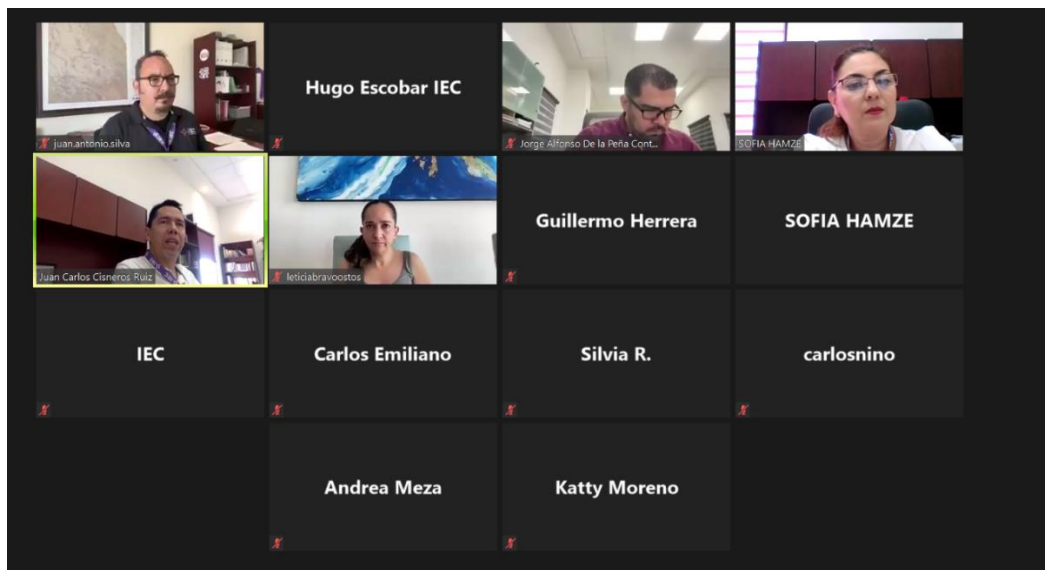 juan.antonio.silva
Hugo Escobar IEC
Jorge Alfonso De la Peña Cont...
SOFIA HAMZE
Juan Carlos Cisneros Ruiz
leticiabravoostos
Guillermo Herrera
SOFIA HAMZE
IEC
Carlos Emiliano
Silvia R.
carlosnino
Andrea Meza
Katty Moreno